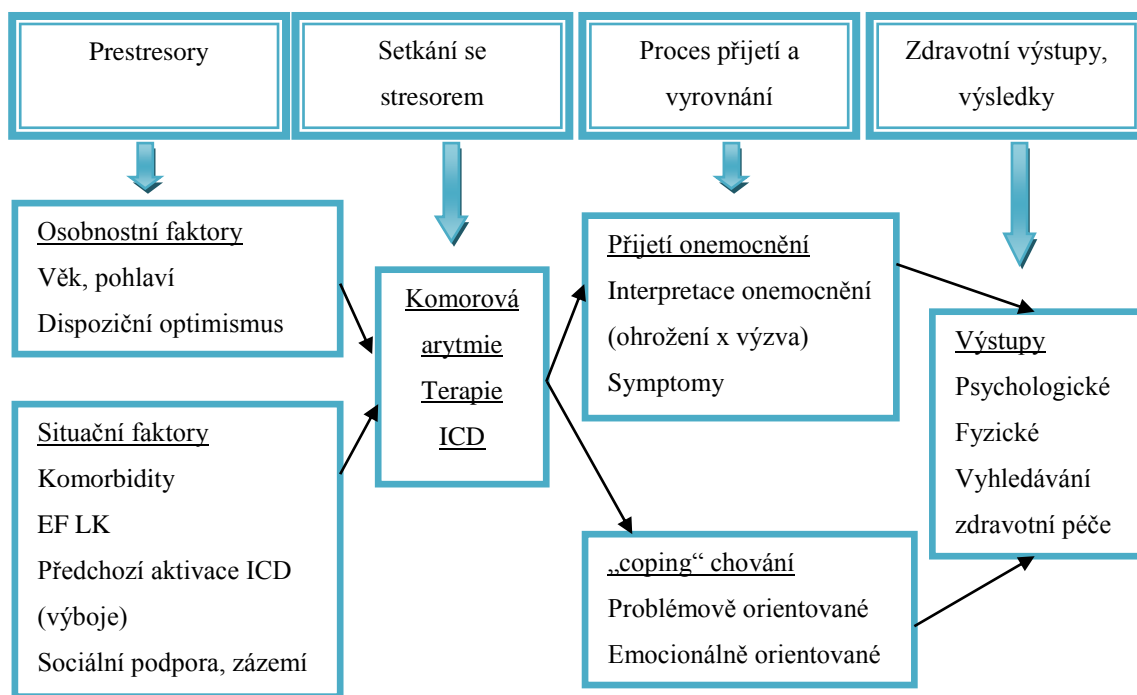 Prestresory
Setkání se
stresorem
Proces přijetí a
vyrovnání
Zdravotní výstupy,
výsledky
Osobnostní faktory
Věk, pohlaví
Dispoziční optimismus
Situační faktory
Komorbidity
EF LK
Předchozí aktivace ICD
(výboje)
Sociální podpora, zázemí
Komorová
arytmie
Terapie
ICD
Přijetí onemocnění
Interpretace onemocnění
(ohrožení x výzva)
Symptomy
„coping“ chování
Problémově orientované
Emocionálně orientované
Výstupy
Psychologické
Fyzické
Vyhledávání
zdravotní péče